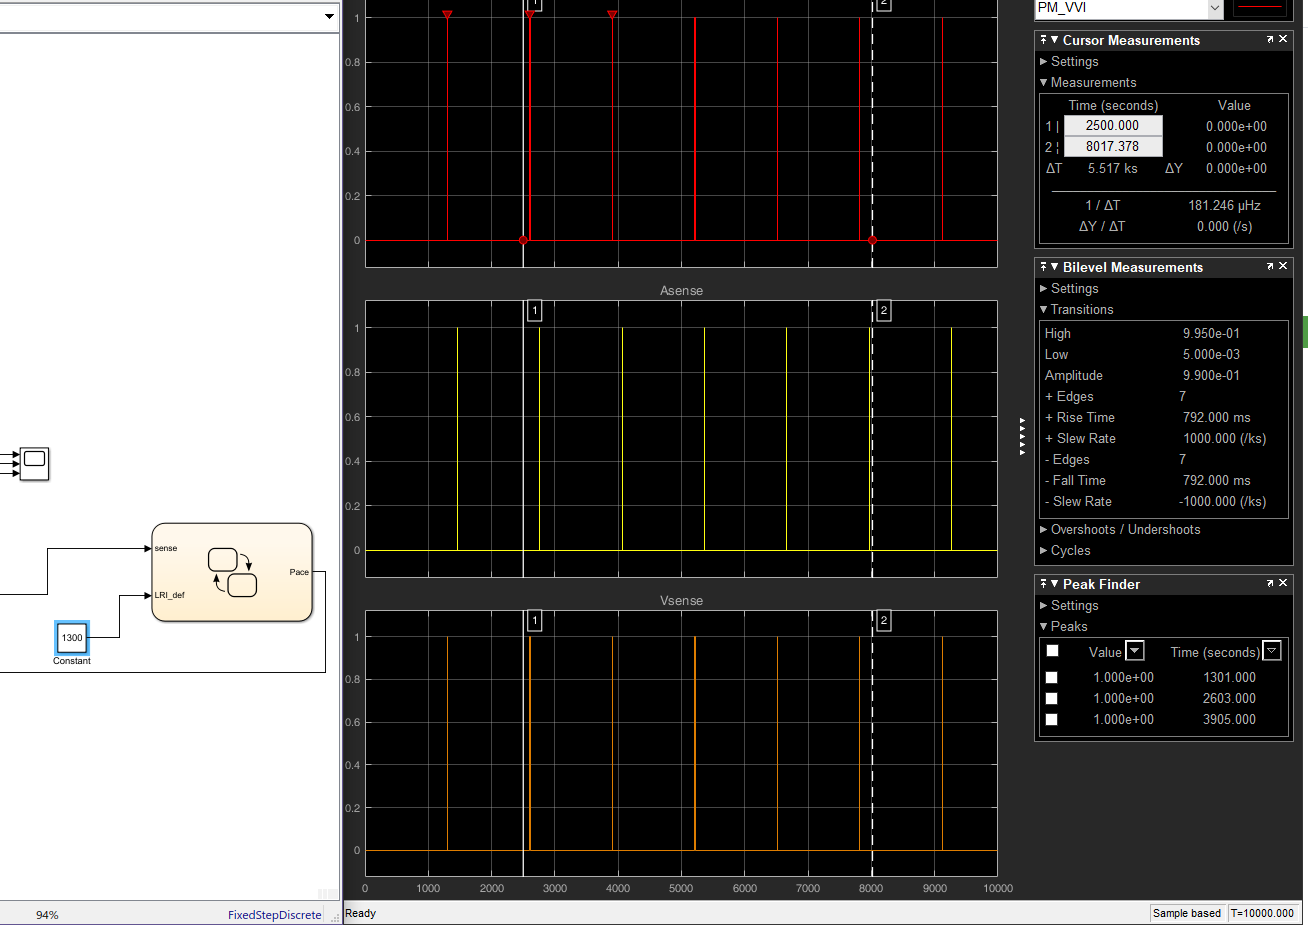 PM_VVI
1
2
1
0.8
0.6
0.4
0.2
0
Cursor Measurements
Settings
Measurements
Time (seconds) Value
1 | 2500.000 0.000e+00
2 ¦ 8017.378 0.000e+00
ΔT 5.517 ks ΔY 0.000e+00
1 / ΔT 181.246 µHz
ΔY / ΔT 0.000 (/s)
Asense
1
2
1
0.8
0.6
0.4
0.2
0
Bilevel Measurements
Settings
Transitions
High 9.950e-01
Low 5.000e-03
Amplitude 9.900e-01
+ Edges 7
+ Rise Time 792.000 ms
+ Slew Rate 1000.000 (/ks)
- Edges 7
- Fall Time 792.000 ms
- Slew Rate -1000.000 (/ks)
Overshoots / Undershoots
Cycles
sense
Pace
LRI_def
1300
Constant
Vsense
1
2
1
0.8
0.6
0.4
0.2
0
0 1000 2000 3000 4000 5000 6000 7000 8000 9000 10000
Peak Finder
Settings
Peaks
Value Time (seconds)
1.000e+00 1301.000
1.000e+00 2603.000
1.000e+00 3905.000
94% FixedStepDiscrete
Ready Sample based T=10000.000